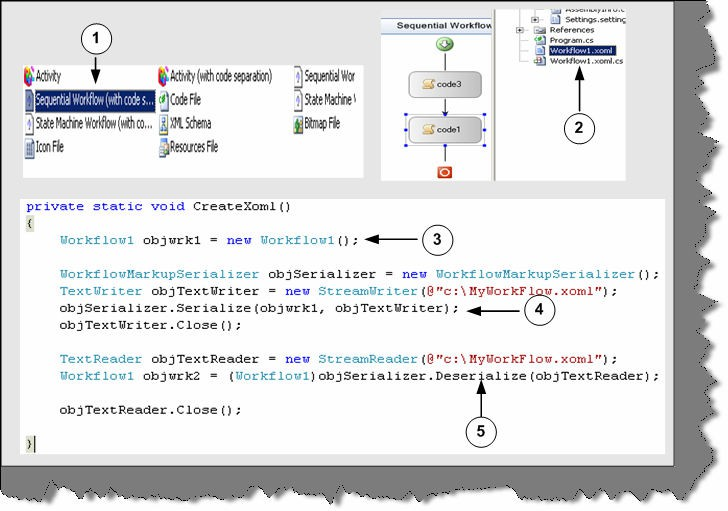 1
Activity
Activity (with code separation)
Sequential Wor
Sequential Workflow (with code s...
Code File
State Machine
State Machine Workflow (with co...
XML Schema
Bitmap File
Icon File
Resources File
Sequential Workflow
code3
code1
Settings.setting
References
Program.cs
Workflow1.xoml
Workflow1.xoml.cs
2
private static void CreateXoml()
{
Workflow1 objwrk1 = new Workflow1();
3
WorkflowMarkupSerializer objSerializer = new WorkflowMarkupSerializer();
TextWriter objTextWriter = new StreamWriter(@"c:\MyWorkFlow.xoml");
objSerializer.Serialize(objwrk1, objTextWriter);
4
objTextWriter.Close();
TextReader objTextReader = new StreamReader(@"c:\MyWorkFlow.xoml");
Workflow1 objwrk2 = (Workflow1)objSerializer.Deserialize(objTextReader);
objTextReader.Close();
5
}